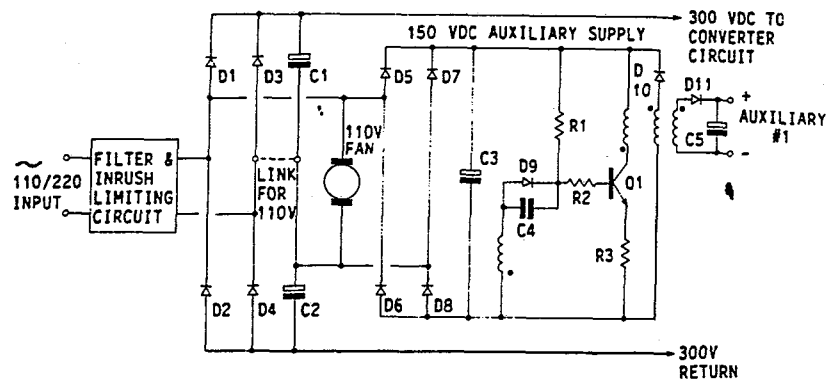 300 VDC TO
CONVERTER
CIRCUIT
150 VDC AUXILIARY SUPPLY
D1
D3
C1
D5
D7
D
10
D11
+
AUXILIARY
#1
-
C5
R1
110V
FAN
C3
D9
R2
Q1
C4
R3
~
110/220
INPUT
FILTER &
INRUSH
LIMITING
CIRCUIT
LINK
FOR
110V
D2
D4
C2
D6
D8
300V
RETURN